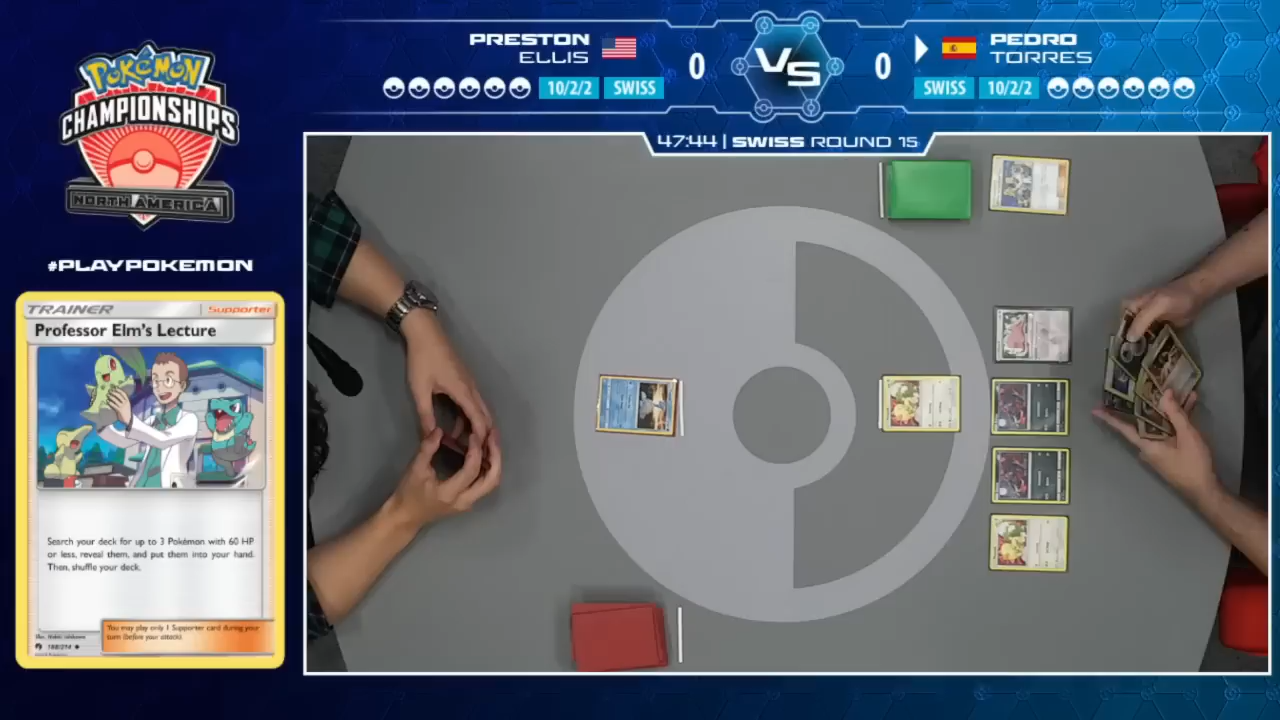 POKéMON
CHAMPIONSHIPS
NORTH AMERICA
#PLAYPOKEMON
PRESTON
ELLIS
0
10/2/2
SWISS
VS
0
PEDRO
TORRES
SWISS
10/2/2
47:44 | SWISS ROUND 15
TRAINER
Supporter
Professor Elm's Lecture
Search your deck for up to 3 Pokémon with 60 HP
or less, reveal them, and put them into your hand.
Then, shuffle your deck.
You may play only 1 Supporter card during your
turn (before your attack).
188/214